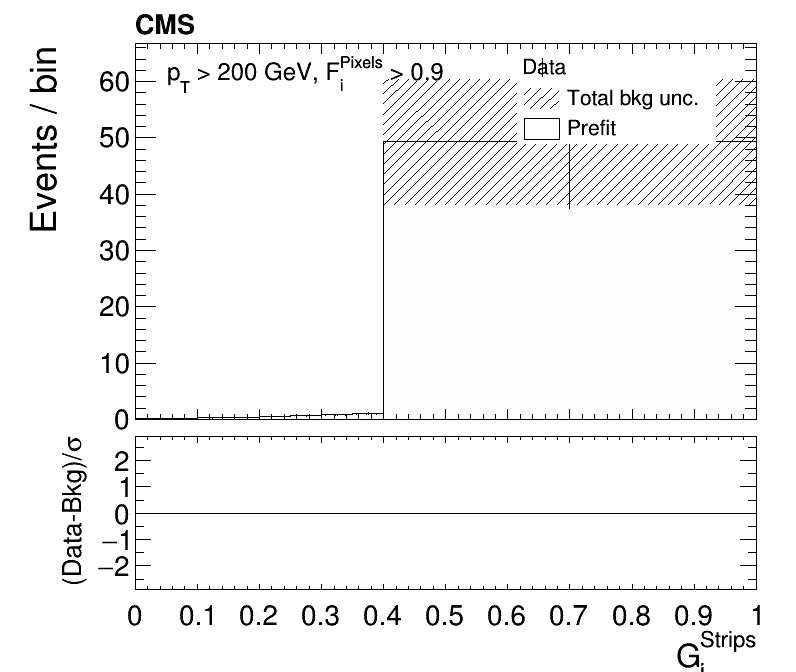 CMS
p_T > 200 GeV, F_i^Pixels > 0.9
Data
Total bkg unc.
Prefit
Events / bin
60
50
40
30
20
10
0
(Data-Bkg)/σ
2
1
0
−1
−2
0 0.1 0.2 0.3 0.4 0.5 0.6 0.7 0.8 0.9 1
G_i^Strips